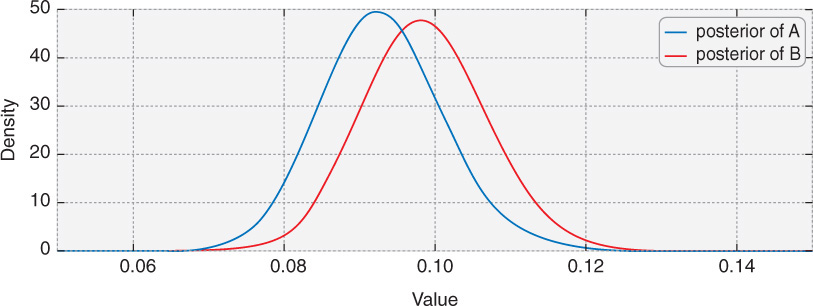 50
40
30
20
10
0
Density
posterior of A
posterior of B
0.06 0.08 0.10 0.12 0.14
Value